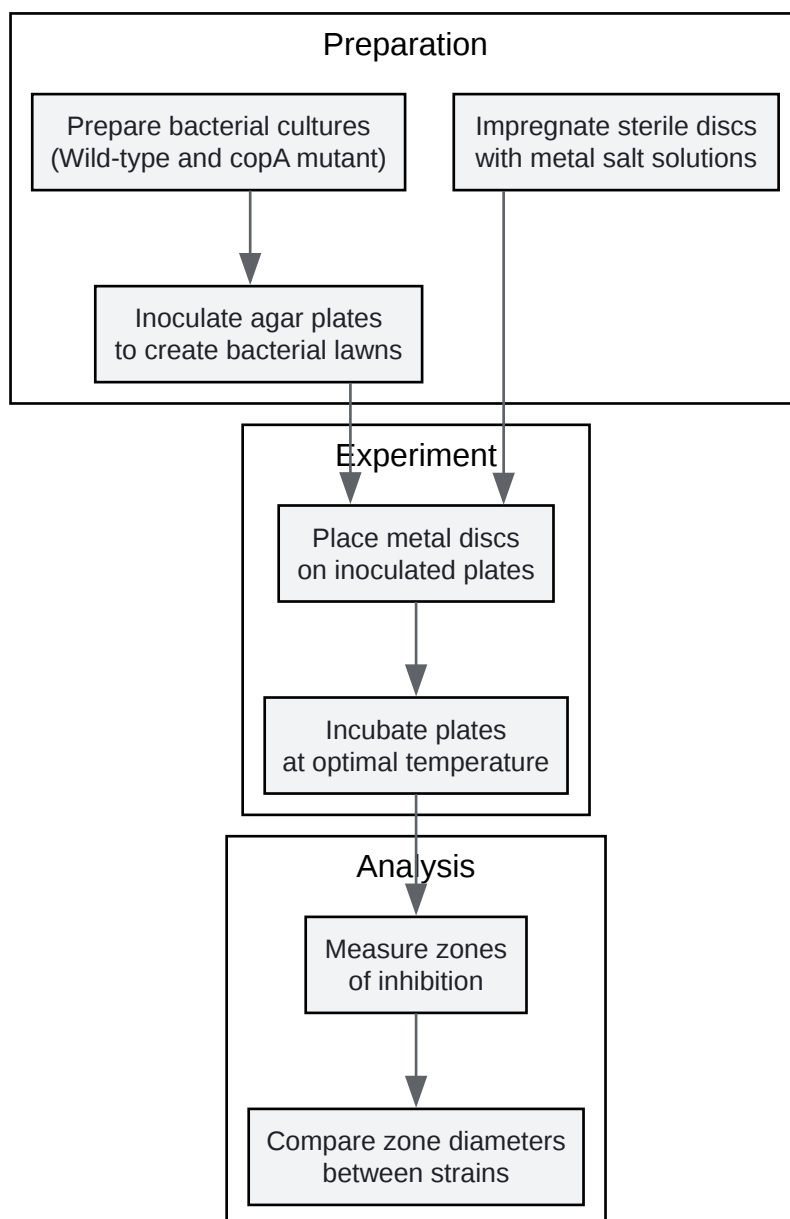 Preparation
Prepare bacterial cultures
(Wild-type and copA mutant)
Impregnate sterile discs
with metal salt solutions
Inoculate agar plates
to create bacterial lawns
Experiment
Place metal discs
on inoculated plates
Incubate plates
at optimal temperature
Analysis
Measure zones
of inhibition
Compare zone diameters
between strains